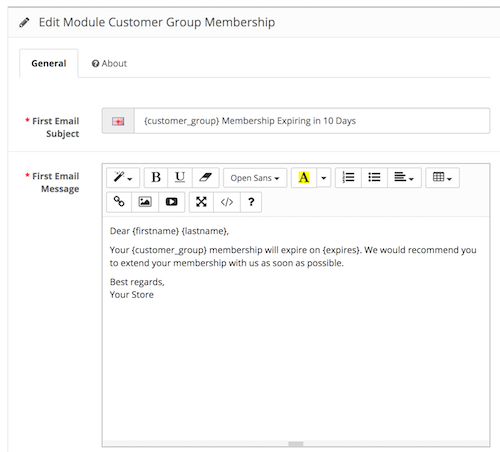 Edit Module Customer Group Membership
General
About
* First Email Subject
{customer_group} Membership Expiring in 10 Days
* First Email Message
B U Open Sans A </> ?
Dear {firstname} {lastname},
Your {customer_group} membership will expire on {expires}. We would recommend you
to extend your membership with us as soon as possible.
Best regards,
Your Store